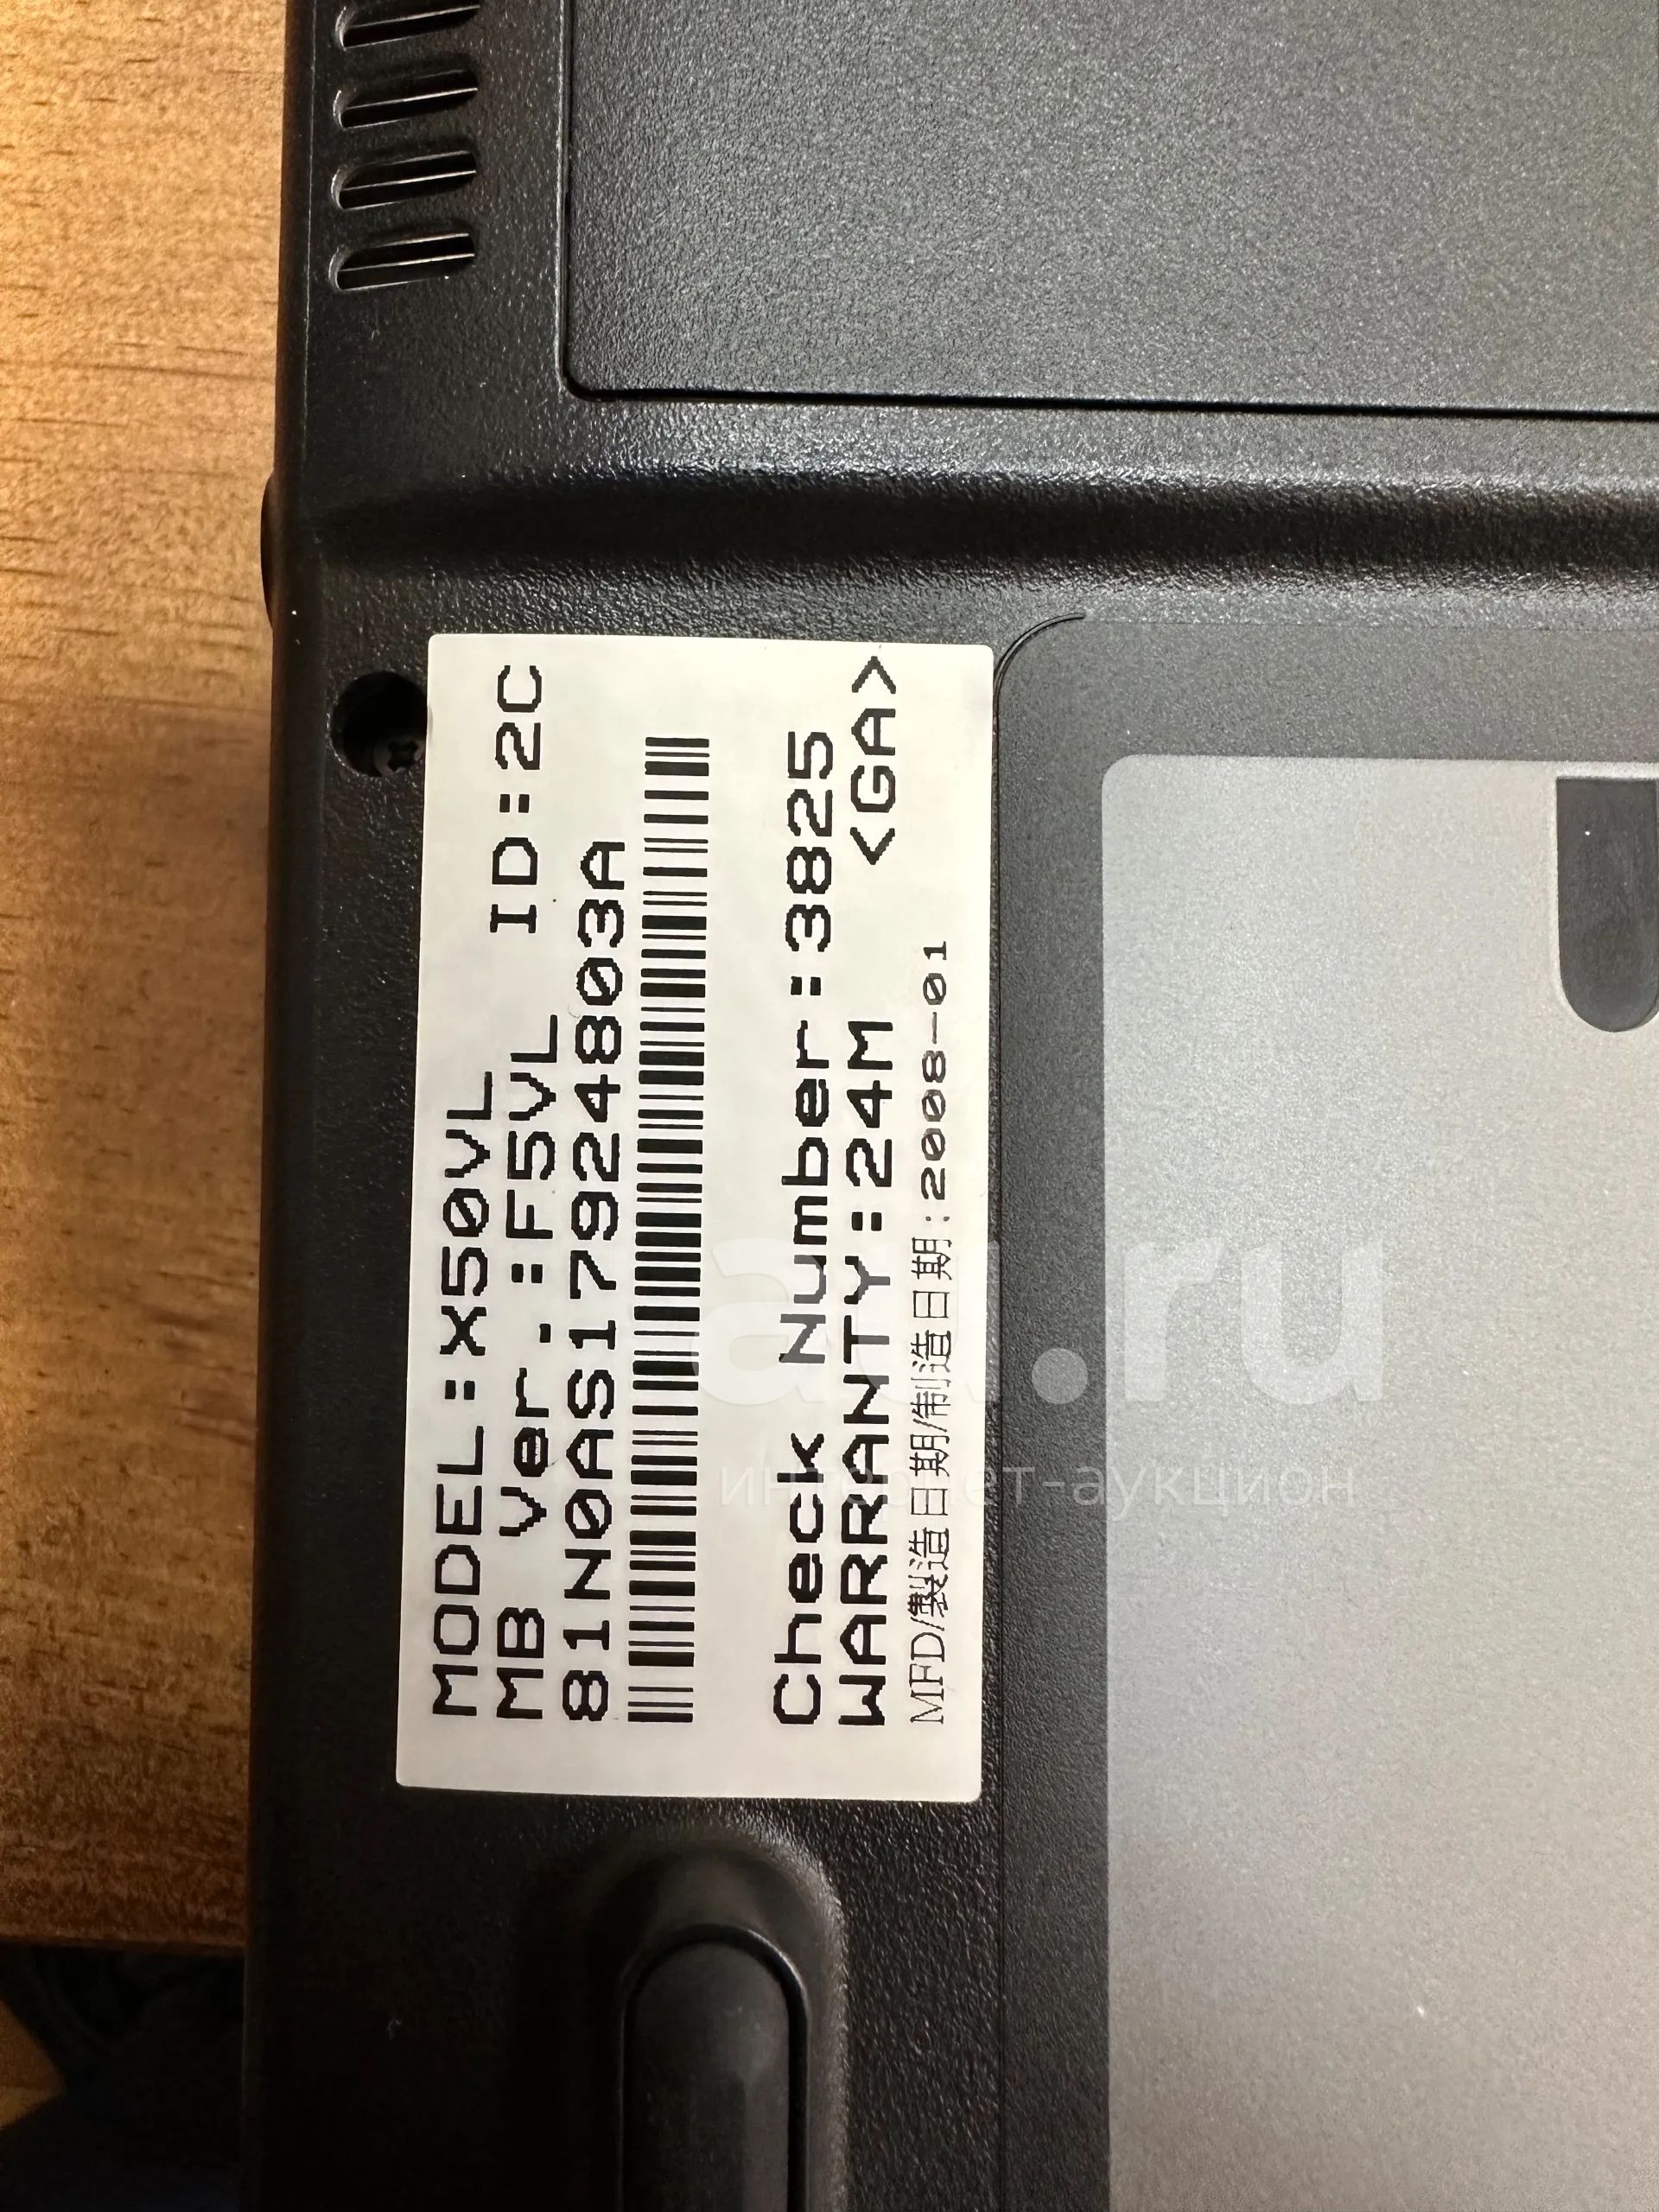 MODEL:X50VL
MB Ver.:F5VL ID:2C
81N0AS17924803A
Check Number:3825
WARRANTY:24M <GA>
MFD/製造日期/制造日期:2008-01
au.ru
интернет-аукцион